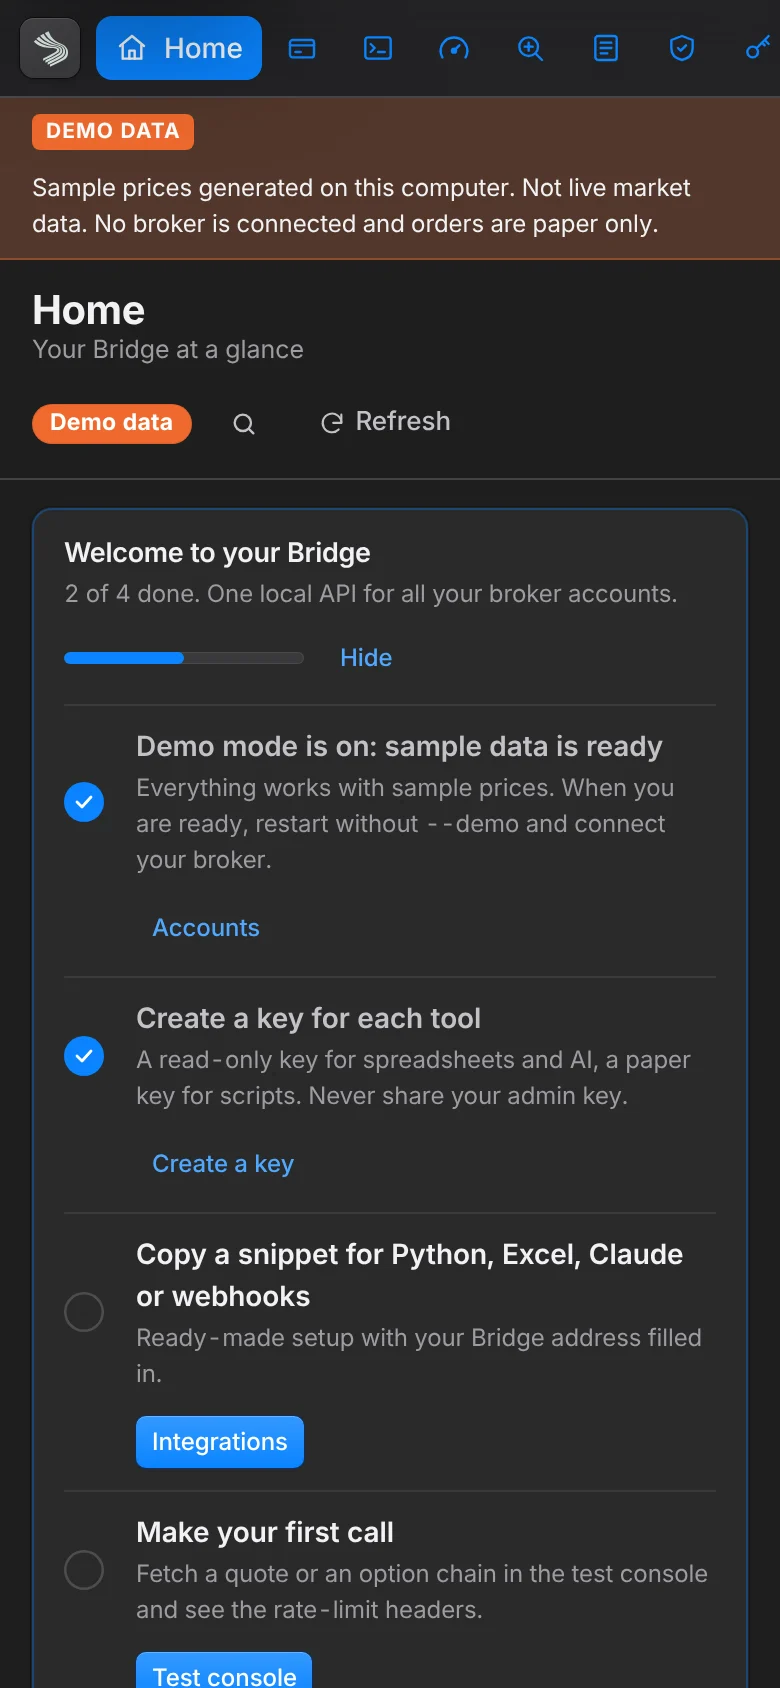 Home
DEMO DATA
Sample prices generated on this computer. Not live market
data. No broker is connected and orders are paper only.
Home
Your Bridge at a glance
Demo data
Refresh
Welcome to your Bridge
2 of 4 done. One local API for all your broker accounts.
Hide
Demo mode is on: sample data is ready
Everything works with sample prices. When you
are ready, restart without --demo and connect
your broker.
Accounts
Create a key for each tool
A read-only key for spreadsheets and AI, a paper
key for scripts. Never share your admin key.
Create a key
Copy a snippet for Python, Excel, Claude
or webhooks
Ready-made setup with your Bridge address filled
in.
Integrations
Make your first call
Fetch a quote or an option chain in the test console
and see the rate-limit headers.
Test console